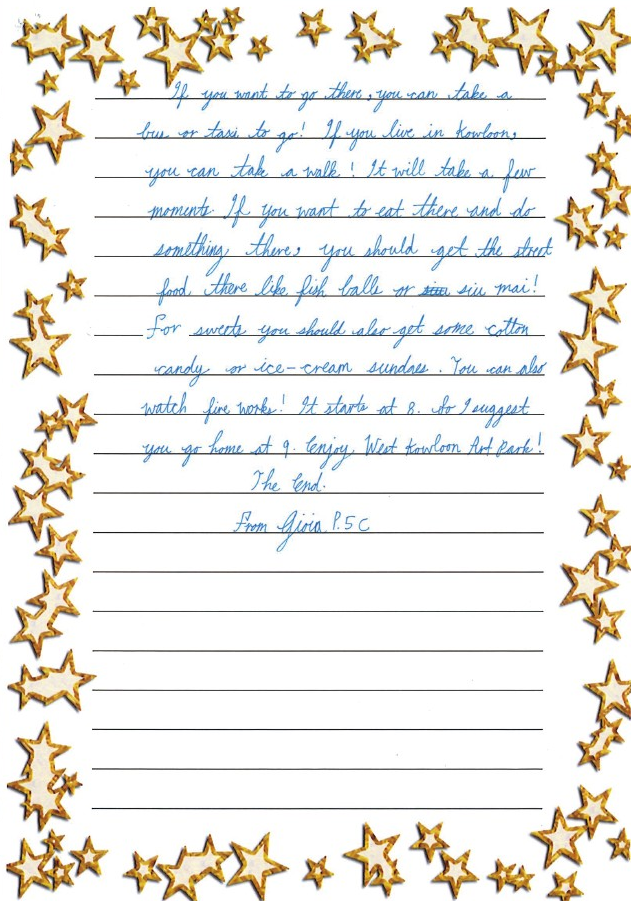 If you want to go there, you can take a
bus or taxi to go! If you live in Kowloon,
you can take a walk! It will take a few
moments. If you want to eat there and do
something there, you should get the street
food there like fish balls or siu mai!
For sweets you should also get some cotton
candy or ice-cream sundaes. You can also
watch fire works! It starts at 8. So I suggest
you go home at 9. Enjoy West Kowloon Art Park!
The End.
From Gioia P.5C